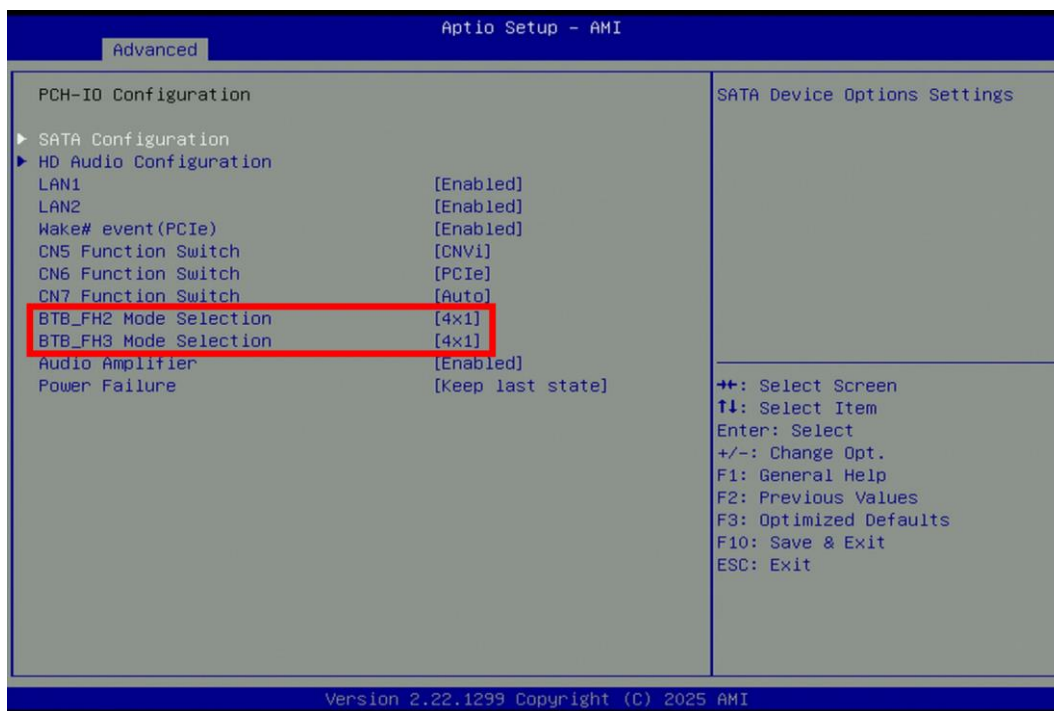 Aptio Setup – AMI
Advanced
PCH-IO Configuration
SATA Configuration
HD Audio Configuration
LAN1 [Enabled]
LAN2 [Enabled]
Wake# event(PCIe) [Enabled]
CN5 Function Switch [CNVi]
CN6 Function Switch [PCIe]
CN7 Function Switch [Auto]
BTB_FH2 Mode Selection [4x1]
BTB_FH3 Mode Selection [4x1]
Audio Amplifier [Enabled]
Power Failure [Keep last state]
SATA Device Options Settings
→←: Select Screen
↑↓: Select Item
Enter: Select
+/-: Change Opt.
F1: General Help
F2: Previous Values
F3: Optimized Defaults
F10: Save & Exit
ESC: Exit
Version 2.22.1299 Copyright (C) 2025 AMI